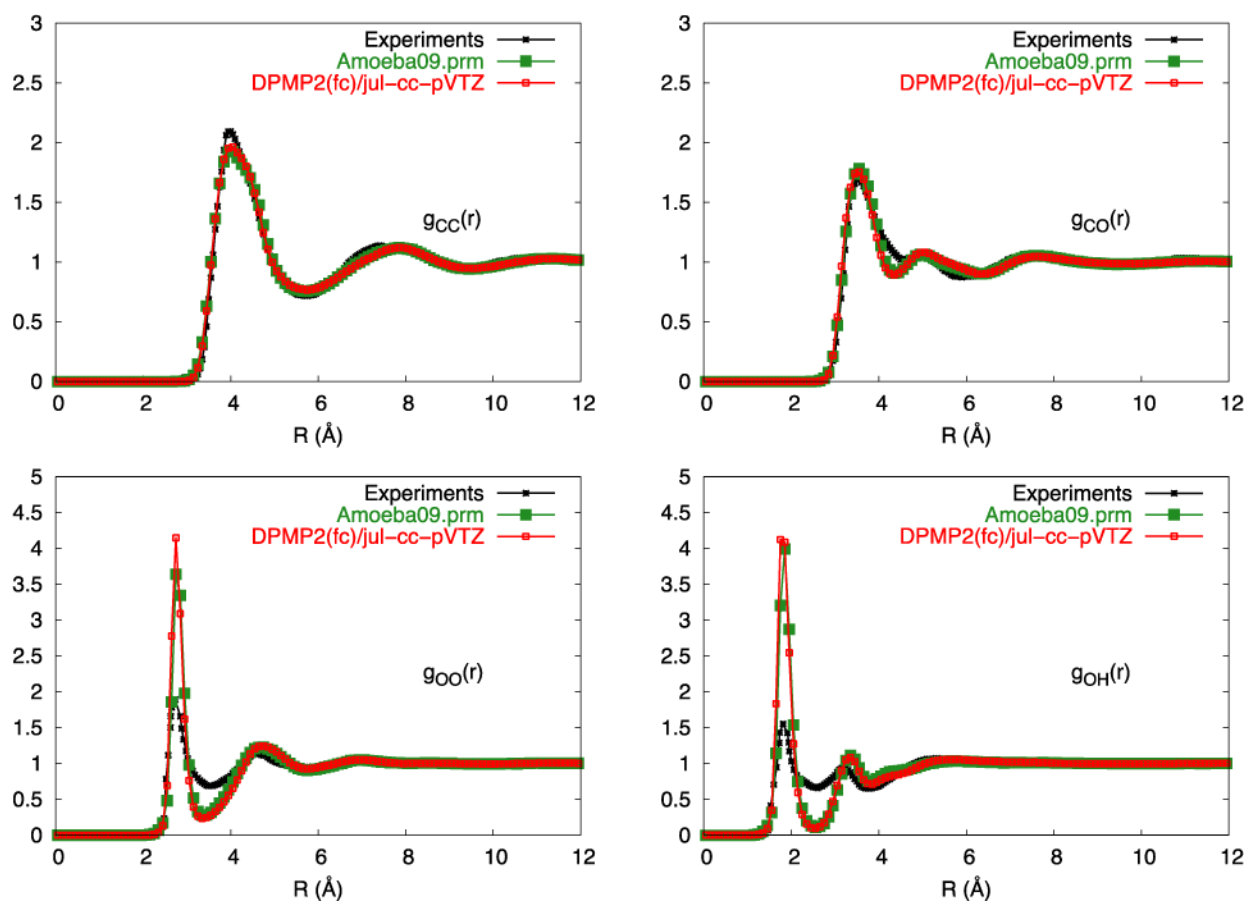 3
2.5
2
1.5
1
0.5
0
Experiments
Amoeba09.prm
DPMP2(fc)/jul-cc-pVTZ
gCC(r)
0 2 4 6 8 10 12
R (Å)
3
2.5
2
1.5
1
0.5
0
Experiments
Amoeba09.prm
DPMP2(fc)/jul-cc-pVTZ
gCO(r)
0 2 4 6 8 10 12
R (Å)
5
4.5
4
3.5
3
2.5
2
1.5
1
0.5
0
Experiments
Amoeba09.prm
DPMP2(fc)/jul-cc-pVTZ
gOO(r)
0 2 4 6 8 10 12
R (Å)
5
4.5
4
3.5
3
2.5
2
1.5
1
0.5
0
Experiments
Amoeba09.prm
DPMP2(fc)/jul-cc-pVTZ
gOH(r)
0 2 4 6 8 10 12
R (Å)